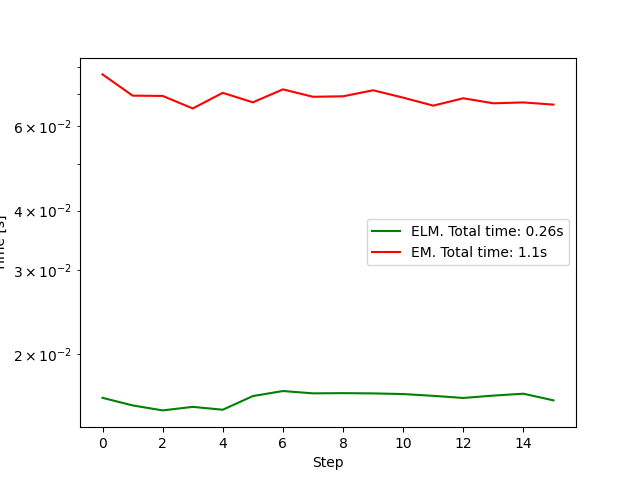 6 × 10⁻²
4 × 10⁻²
3 × 10⁻²
2 × 10⁻²
Time [s]
ELM. Total time: 0.26s
EM. Total time: 1.1s
0 2 4 6 8 10 12 14
Step